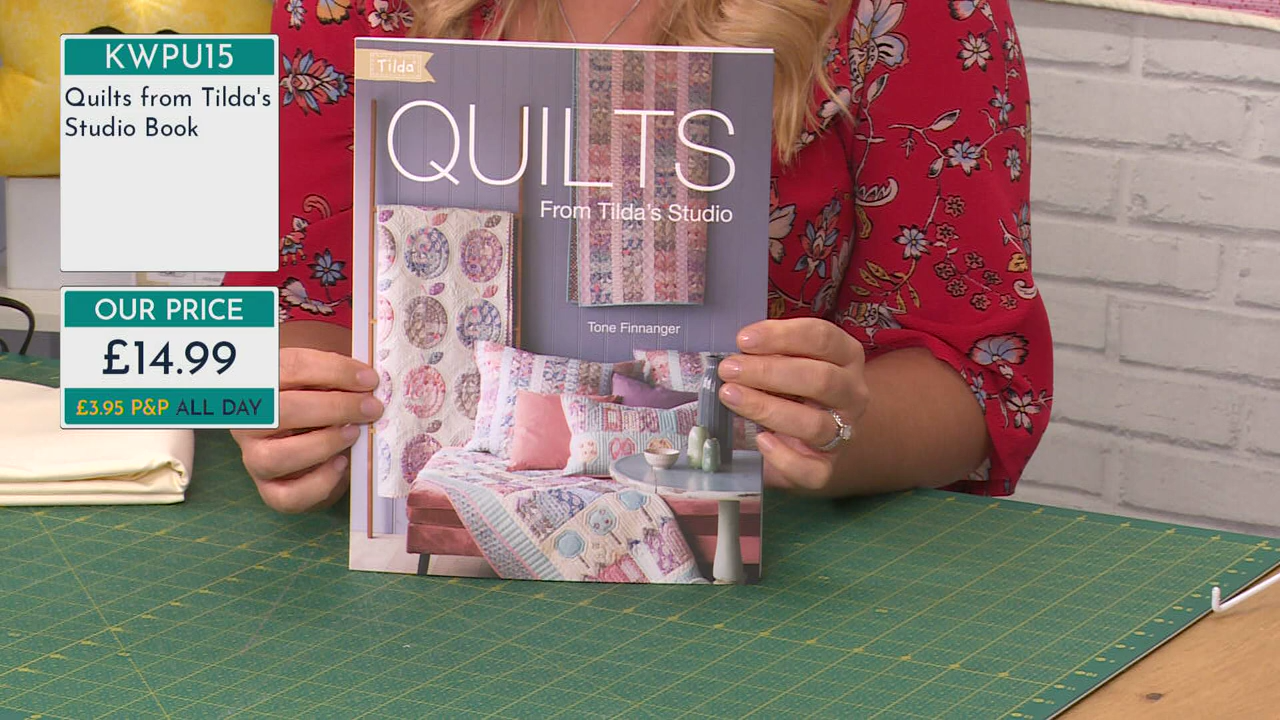 KWPU15
Quilts from Tilda's
Studio Book
OUR PRICE
£14.99
£3.95 P&P ALL DAY
Tilda
QUILTS
From Tilda's Studio
Tone Finnanger